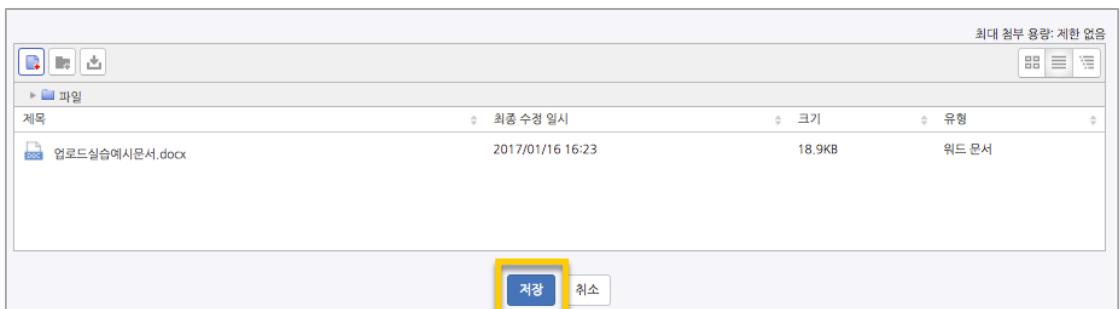 최대 첨부 용량: 제한 없음
파일
제목 최종 수정 일시 크기 유형
DOC 업로드실습예시문서.docx 2017/01/16 16:23 18.9KB 워드 문서
저장 취소